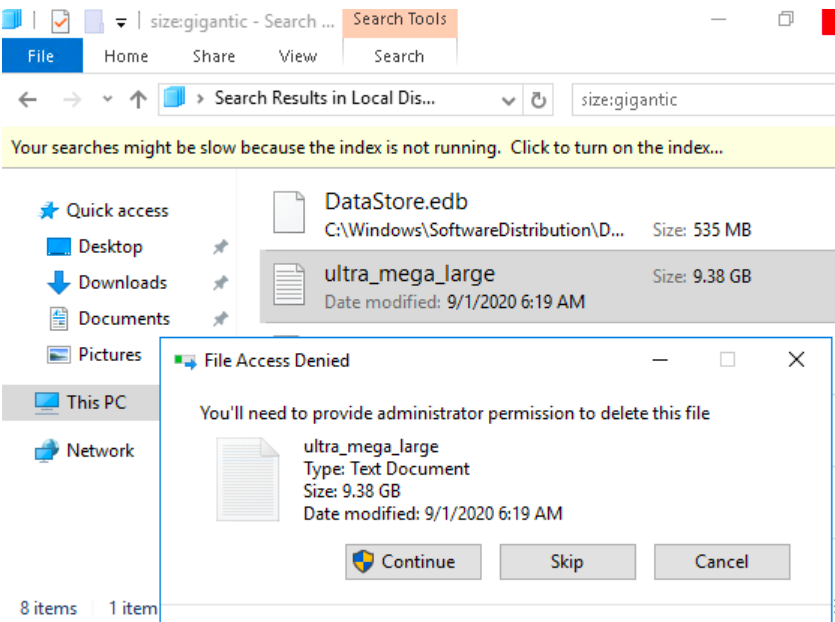 size:gigantic - Search ...
Search Tools
File
Home
Share
View
Search
Search Results in Local Dis...
size:gigantic
Your searches might be slow because the index is not running. Click to turn on the index...
Quick access
Desktop
Downloads
Documents
Pictures
This PC
Network
DataStore.edb
C:\Windows\SoftwareDistribution\D...
Size: 535 MB
ultra_mega_large
Size: 9.38 GB
Date modified: 9/1/2020 6:19 AM
File Access Denied
You'll need to provide administrator permission to delete this file
ultra_mega_large
Type: Text Document
Size: 9.38 GB
Date modified: 9/1/2020 6:19 AM
Continue
Skip
Cancel
8 items
1 item